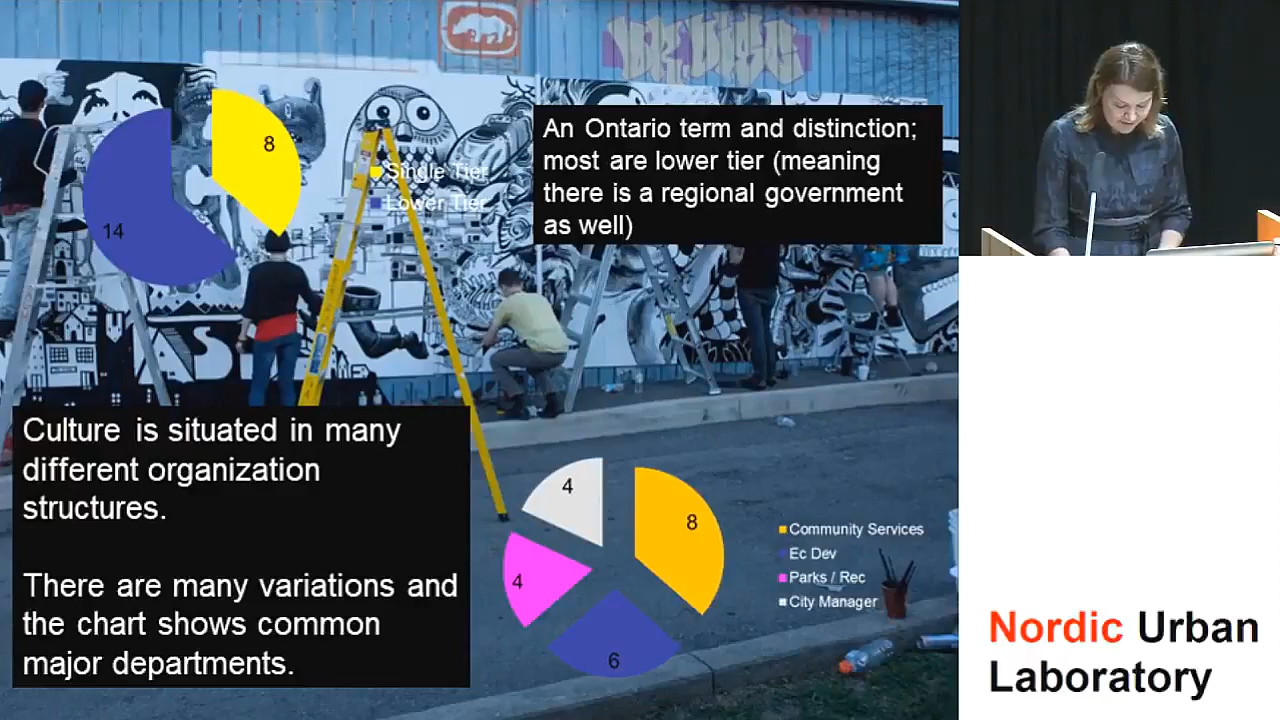 DR.DISC
8
14
Single Tier
Lower Tier
An Ontario term and distinction;
most are lower tier (meaning
there is a regional government
as well)
Culture is situated in many
different organization
structures.
There are many variations and
the chart shows common
major departments.
4
8
4
6
Community Services
Ec Dev
Parks / Rec
City Manager
Nordic Urban
Laboratory